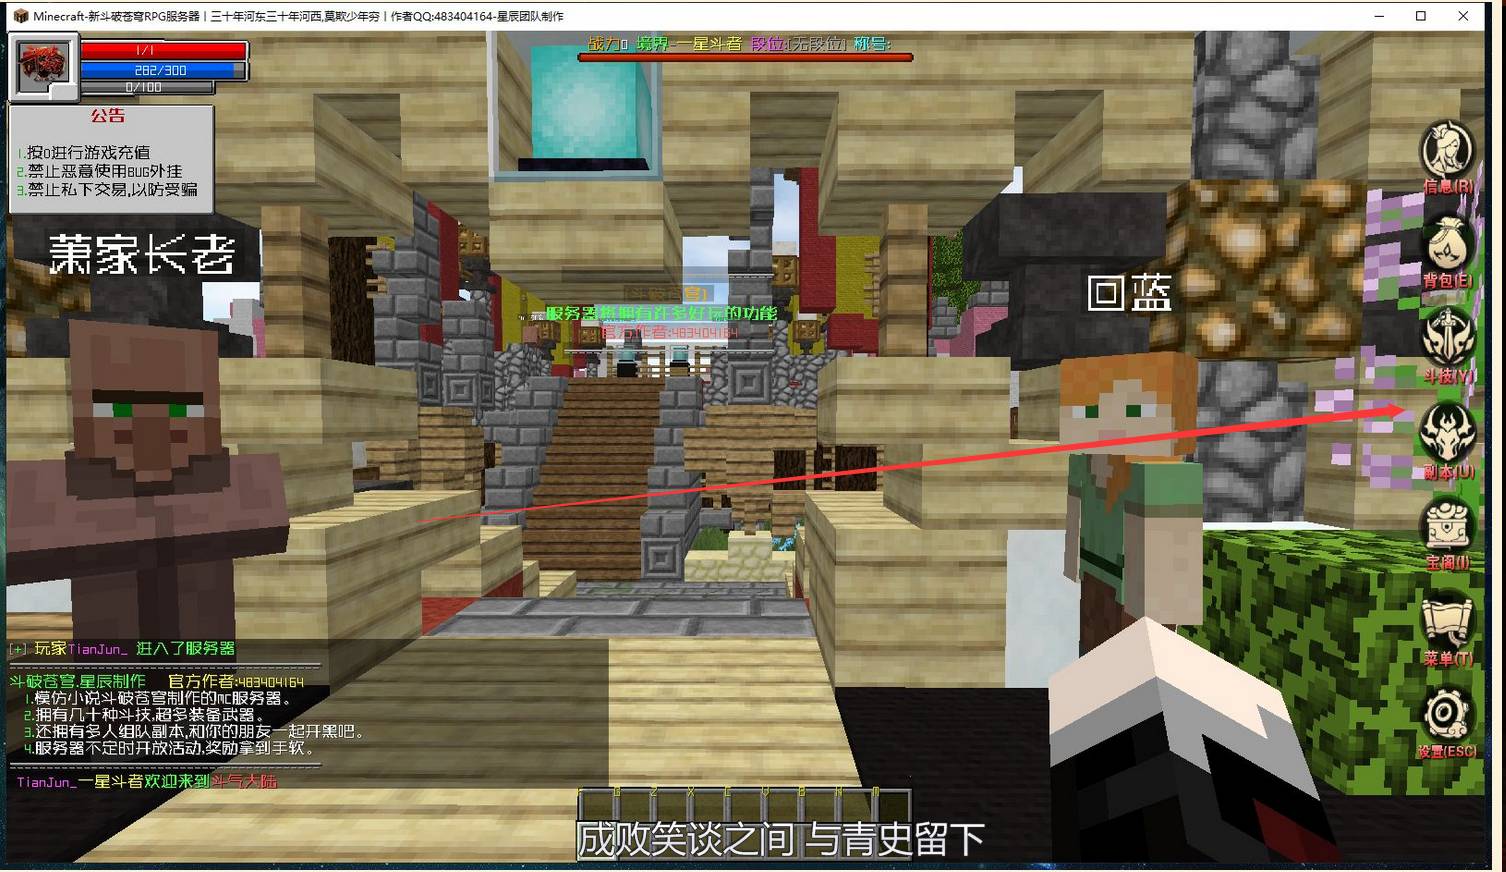 Minecraft-新斗破苍穹RPG服务器丨三十年河东三十年河西,莫欺少年穷丨作者QQ:483404164-星辰团队制作
1/1
282/300
0/100
战力0 境界-一星斗者 段位:[无段位] 称号:
公告
1.按O进行游戏充值
2.禁止恶意使用BUG外挂
3.禁止私下交易,以防受骗
萧家长老
回蓝
服务器将拥有许多好玩的功能
官方作者:483404164
信息(R)
背包(E)
斗技(Y)
副本(U)
宝阁(I)
菜单(T)
设置(ESC)
[+] 玩家TianJun_ 进入了服务器
斗破苍穹.星辰制作 官方作者:483404164
1.模仿小说斗破苍穹制作的MC服务器。
2.拥有几十种斗技,超多装备武器。
3.还拥有多人组队副本,和你的朋友一起开黑吧。
4.服务器不定时开放活动,奖励拿到手软。
TianJun_一星斗者欢迎来到斗气大陆
成败笑谈之间 与青史留下